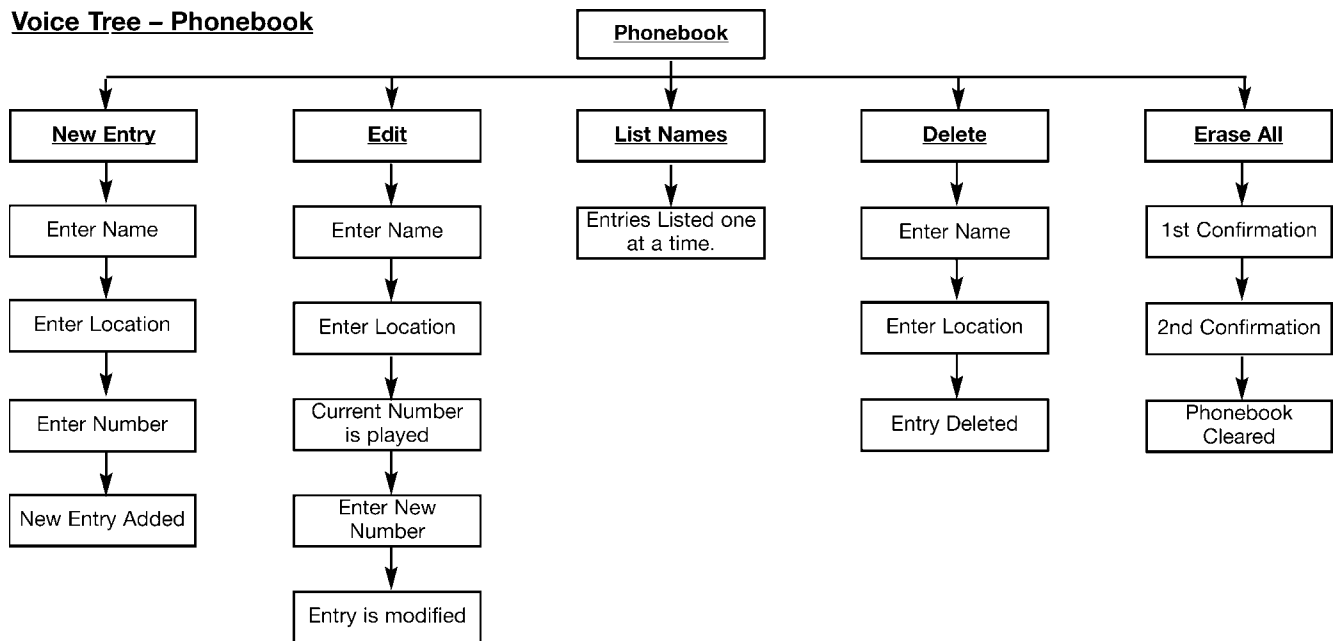 Voice Tree – Phonebook
Phonebook
New Entry
Enter Name
Enter Location
Enter Number
New Entry Added
Edit
Enter Name
Enter Location
Current Number
is played
Enter New
Number
Entry is modified
List Names
Entries Listed one
at a time.
Delete
Enter Name
Enter Location
Entry Deleted
Erase All
1st Confirmation
2nd Confirmation
Phonebook
Cleared